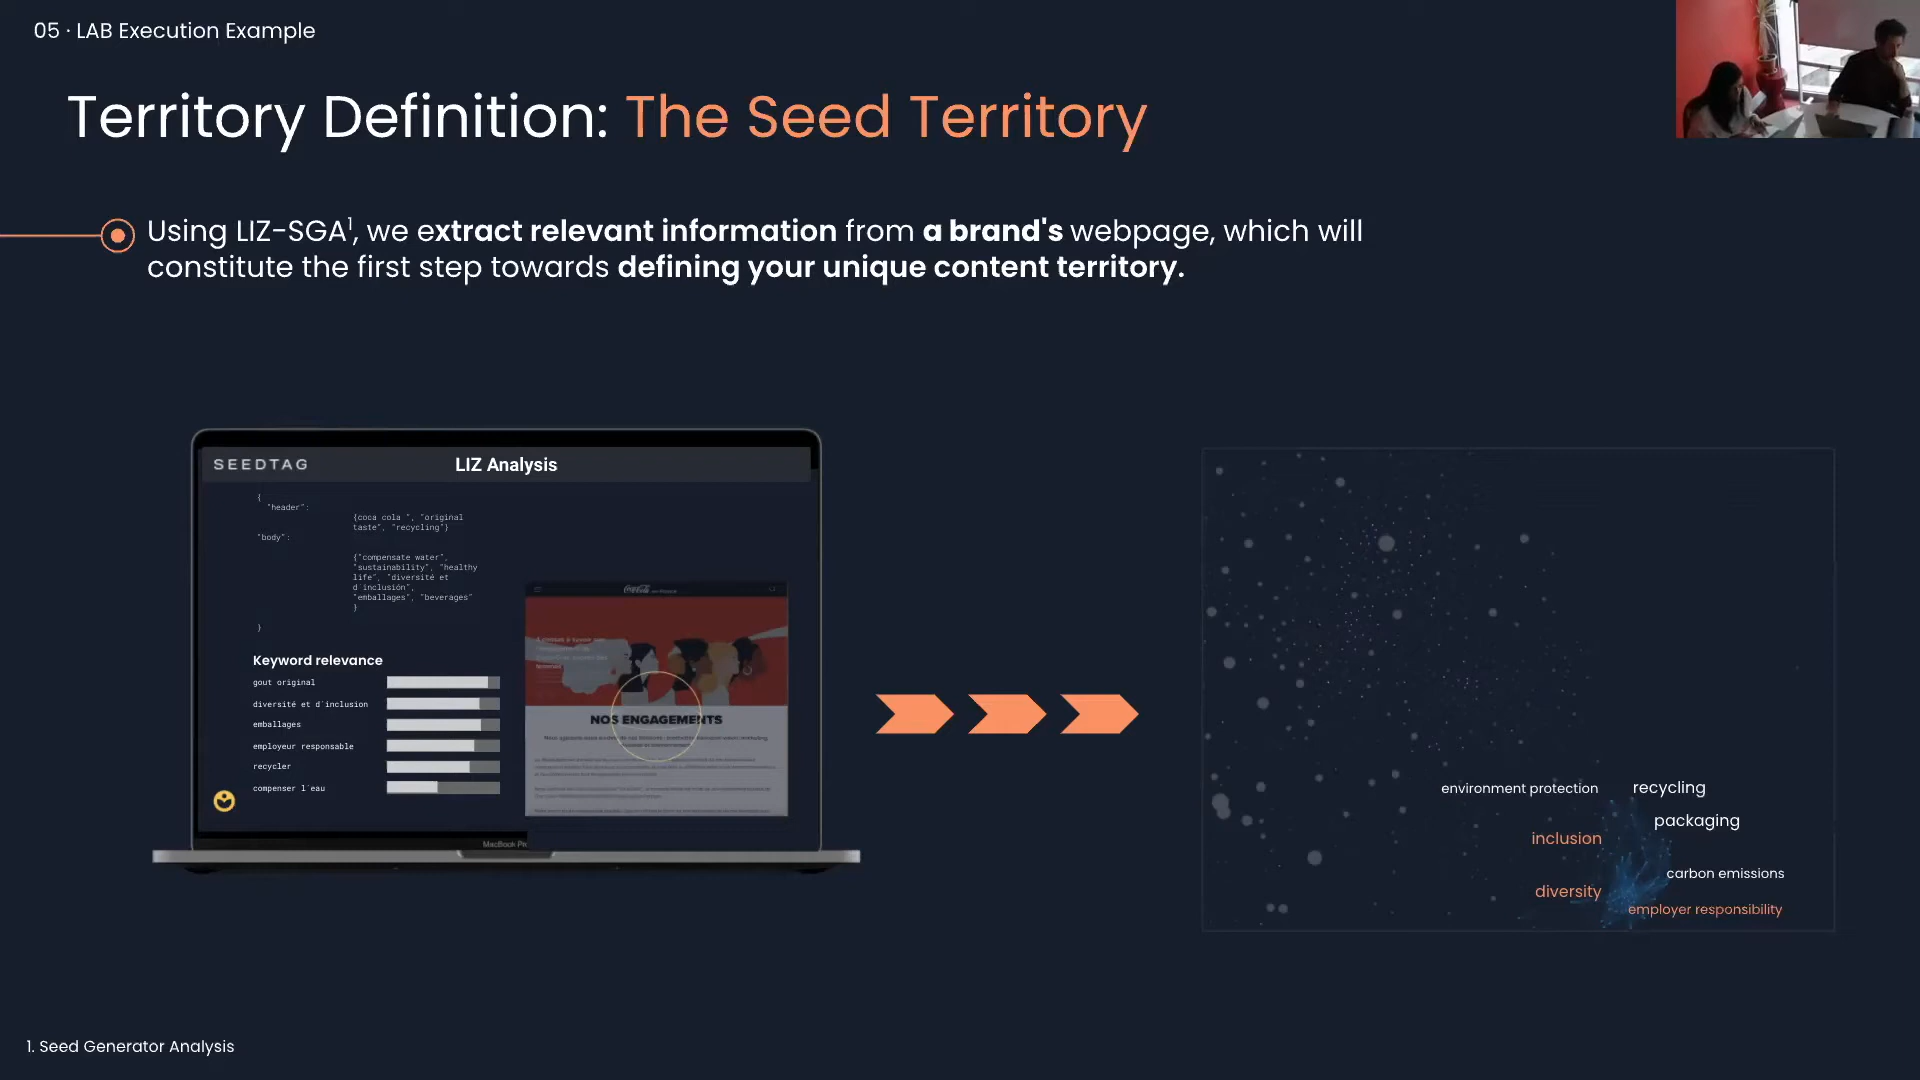 05 · LAB Execution Example
Territory Definition: The Seed Territory
Using LIZ-SGA¹, we extract relevant information from a brand's webpage, which will
constitute the first step towards defining your unique content territory.
SEEDTAG
LIZ Analysis
{
"header":
{coca cola ", "original
taste", "recycling"}
"body":
{"compensate water",
"sustainability", "healthy
life", "diversité et
d´inclusión",
"emballages", "beverages"
}
}
Keyword relevance
gout original
diversité et d´inclusion
emballages
employeur responsable
recycler
compenser l´eau
Coca-Cola
NOS ENGAGEMENTS
MacBook Pro
environment protection
recycling
packaging
inclusion
carbon emissions
diversity
employer responsibility
1. Seed Generator Analysis